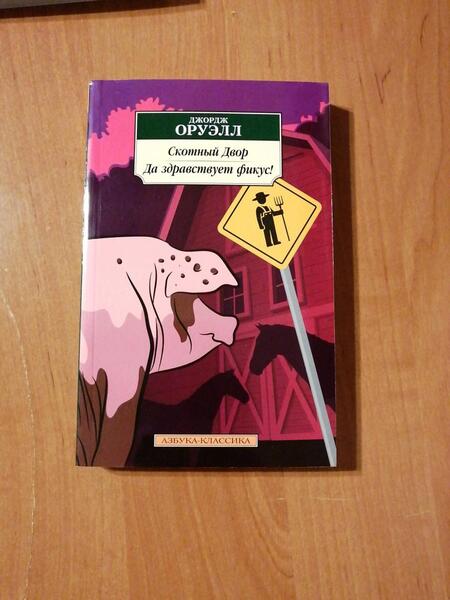 ДЖОРДЖ
ОРУЭЛЛ
Скотный Двор
Да здравствует фикус!
АЗБУКА-КЛАССИКА